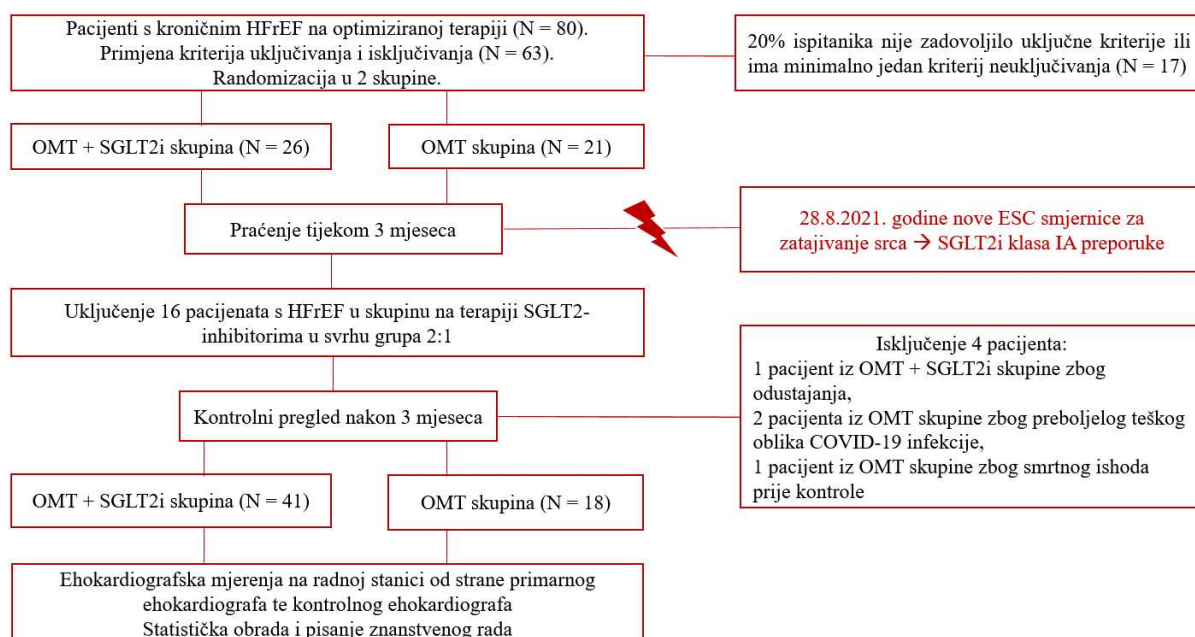 Pacijenti s kroničnim HFrEF na optimiziranoj terapiji (N = 80).
Primjena kriterija uključivanja i isključivanja (N = 63).
Randomizacija u 2 skupine.
20% ispitanika nije zadovoljilo uključne kriterije ili
ima minimalno jedan kriterij neuključivanja (N = 17)
OMT + SGLT2i skupina (N = 26)
OMT skupina (N = 21)
Praćenje tijekom 3 mjeseca
28.8.2021. godine nove ESC smjernice za
zatajivanje srca → SGLT2i klasa IA preporuke
Uključenje 16 pacijenata s HFrEF u skupinu na terapiji SGLT2-
inhibitorima u svrhu grupa 2:1
Isključenje 4 pacijenta:
1 pacijent iz OMT + SGLT2i skupine zbog
odustajanja,
2 pacijenta iz OMT skupine zbog preboljelog teškog
oblika COVID-19 infekcije,
1 pacijent iz OMT skupine zbog smrtnog ishoda
prije kontrole
Kontrolni pregled nakon 3 mjeseca
OMT + SGLT2i skupina (N = 41)
OMT skupina (N = 18)
Ehokardiografska mjerenja na radnoj stanici od strane primarnog
ehokardiografa te kontrolnog ehokardiografa
Statistička obrada i pisanje znanstvenog rada